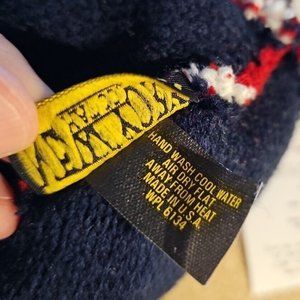 HAND WASH COOL WATER
AIR DRY FLAT
AWAY FROM HEAT
MADE IN U.S.A.
WPL 6134